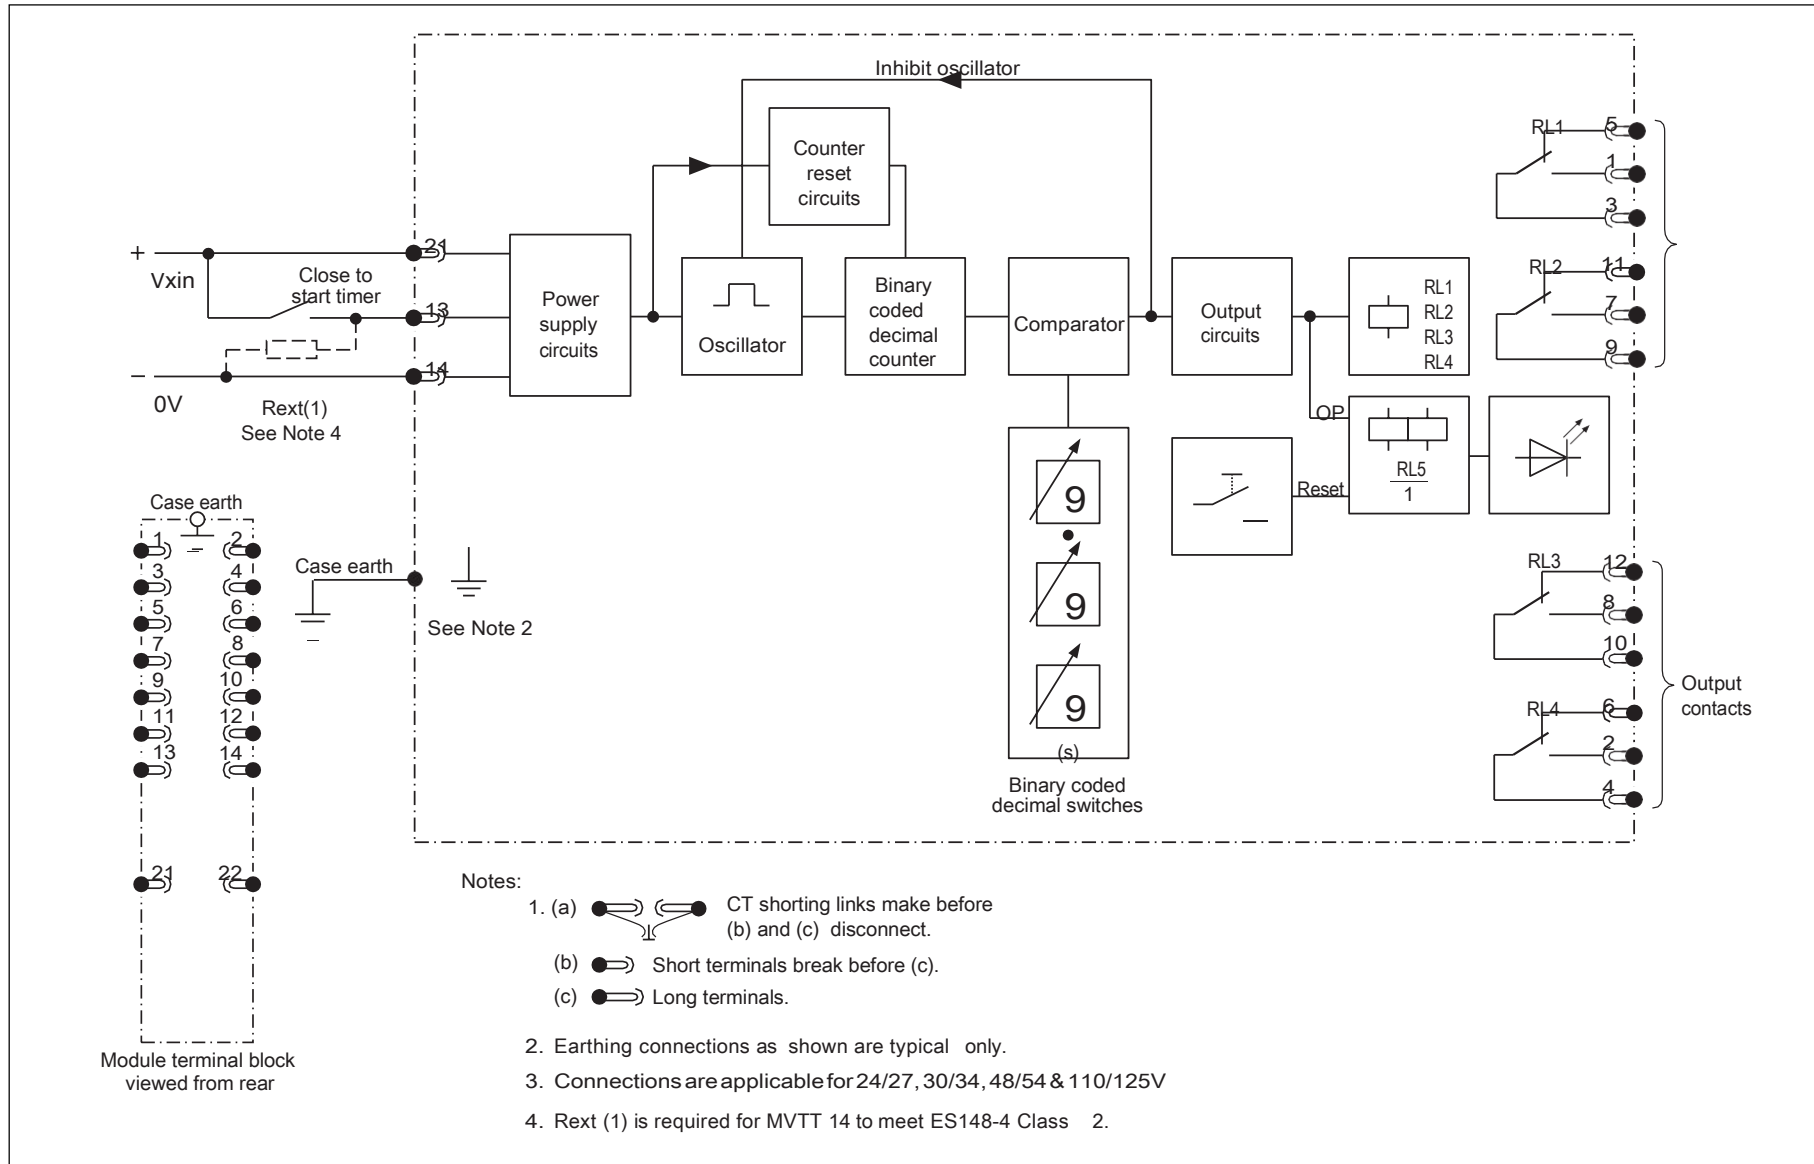 Inhibit oscillator
Counter
reset
circuits
RL1
5
1
3
+
Vxin
Close to
start timer
21
13
14
−
0V
Rext(1)
See Note 4
Power
supply
circuits
Oscillator
Binary
coded
decimal
counter
Comparator
Output
circuits
RL1
RL2
RL3
RL4
RL2
11
7
9
OP
RL5
1
Reset
9
9
9
(s)
Binary coded
decimal switches
Case earth
1 2
3 4
5 6
7 8
9 10
11 12
13 14
21 22
Module terminal block
viewed from rear
Case earth
See Note 2
RL3
12
8
10
RL4
6
2
4
Output
contacts
Notes:
1. (a) CT shorting links make before
(b) and (c) disconnect.
(b) Short terminals break before (c).
(c) Long terminals.
2. Earthing connections as shown are typical only.
3. Connections are applicable for 24/27, 30/34, 48/54 & 110/125V
4. Rext (1) is required for MVTT 14 to meet ES148-4 Class 2.